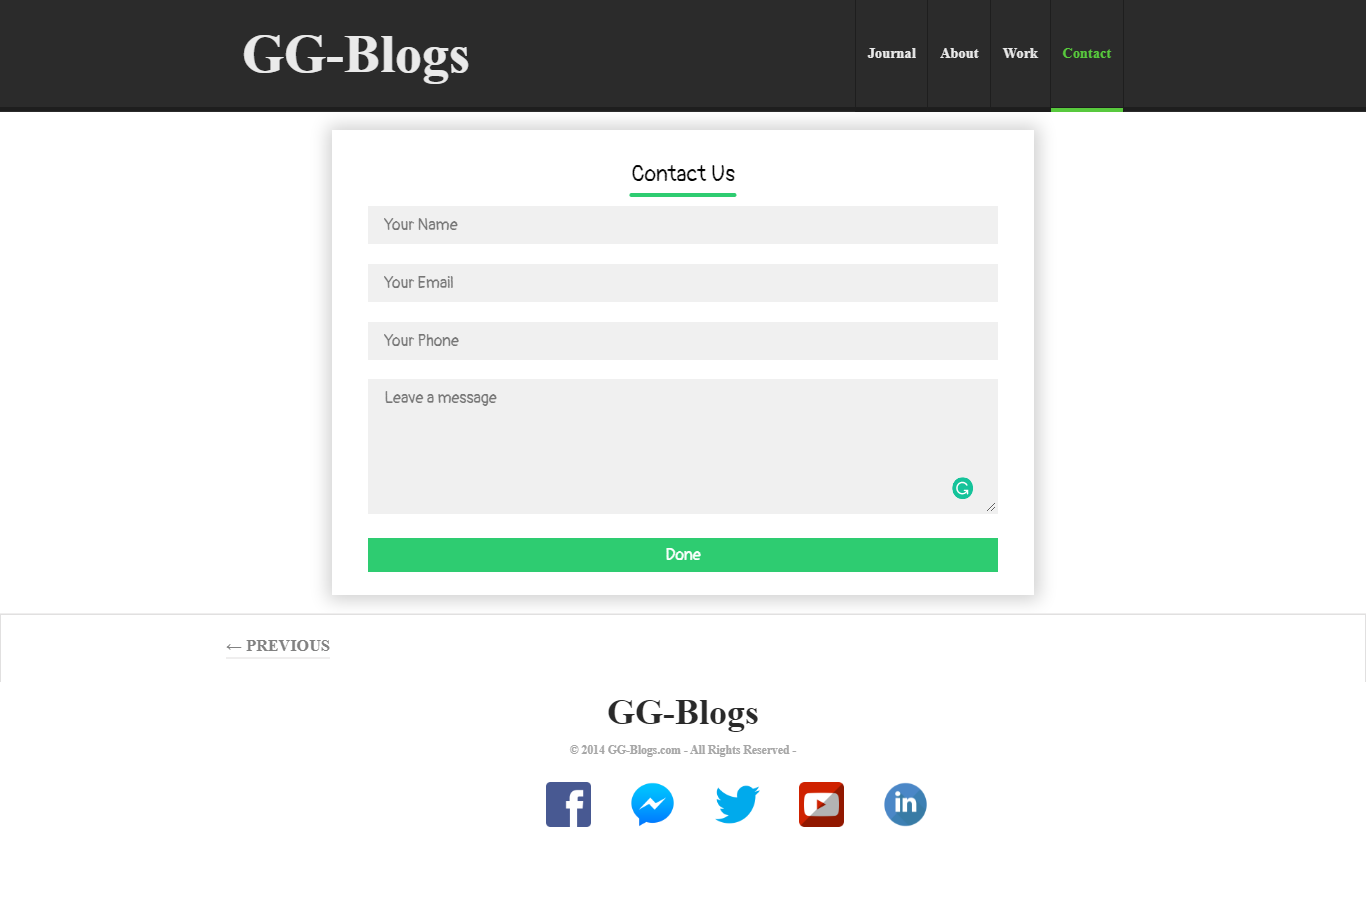 GG-Blogs
Journal About Work Contact
Contact Us
Your Name
Your Email
Your Phone
Leave a message
Done
← PREVIOUS
GG-Blogs
© 2014 GG-Blogs.com - All Rights Reserved -